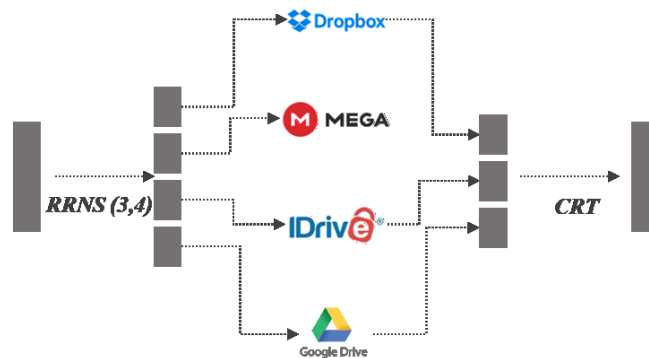 Dropbox
MEGA
RRNS (3,4)
IDrive®
CRT
Google Drive